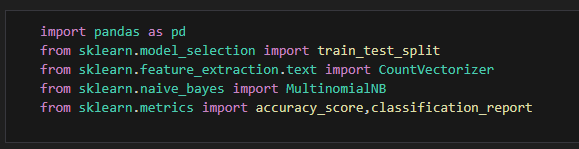 import pandas as pd
from sklearn.model_selection import train_test_split
from sklearn.feature_extraction.text import CountVectorizer
from sklearn.naive_bayes import MultinomialNB
from sklearn.metrics import accuracy_score,classification_report